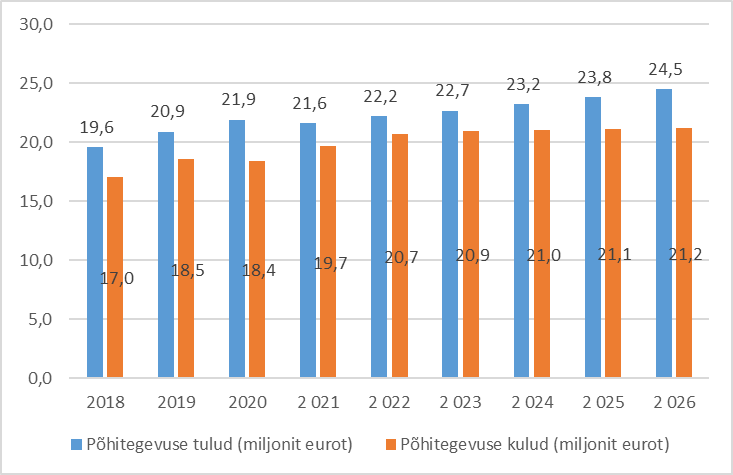 30,0
25,0
20,0
15,0
10,0
5,0
0,0
19,6 20,9 21,9 21,6 22,2 22,7 23,2 23,8 24,5
17,0 18,5 18,4 19,7 20,7 20,9 21,0 21,1 21,2
2018 2019 2020 2 021 2 022 2 023 2 024 2 025 2 026
Põhitegevuse tulud (miljonit eurot) Põhitegevuse kulud (miljonit eurot)